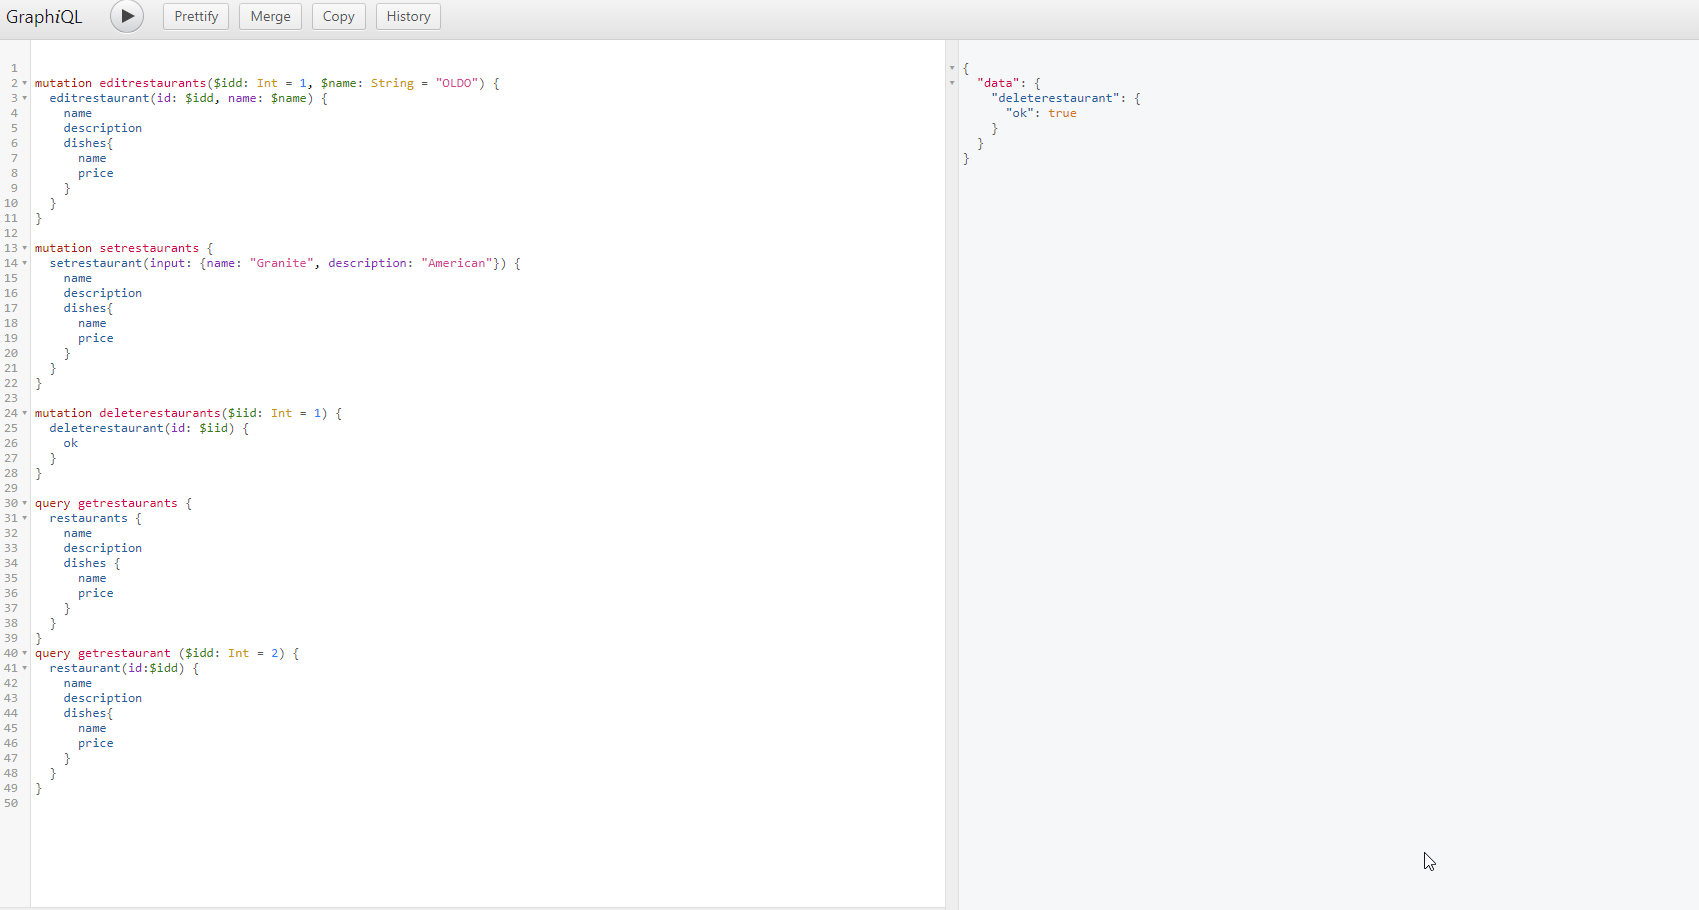 GraphiQL Prettify Merge Copy History
1
2 mutation editrestaurants($idd: Int = 1, $name: String = "OLDO") {
3 editrestaurant(id: $idd, name: $name) {
4 name
5 description
6 dishes{
7 name
8 price
9 }
10 }
11 }
12
13 mutation setrestaurants {
14 setrestaurant(input: {name: "Granite", description: "American"}) {
15 name
16 description
17 dishes{
18 name
19 price
20 }
21 }
22 }
23
24 mutation deleterestaurants($iid: Int = 1) {
25 deleterestaurant(id: $iid) {
26 ok
27 }
28 }
29
30 query getrestaurants {
31 restaurants {
32 name
33 description
34 dishes {
35 name
36 price
37 }
38 }
39 }
40 query getrestaurant ($idd: Int = 2) {
41 restaurant(id:$idd) {
42 name
43 description
44 dishes{
45 name
46 price
47 }
48 }
49 }
50
{
"data": {
"deleterestaurant": {
"ok": true
}
}
}